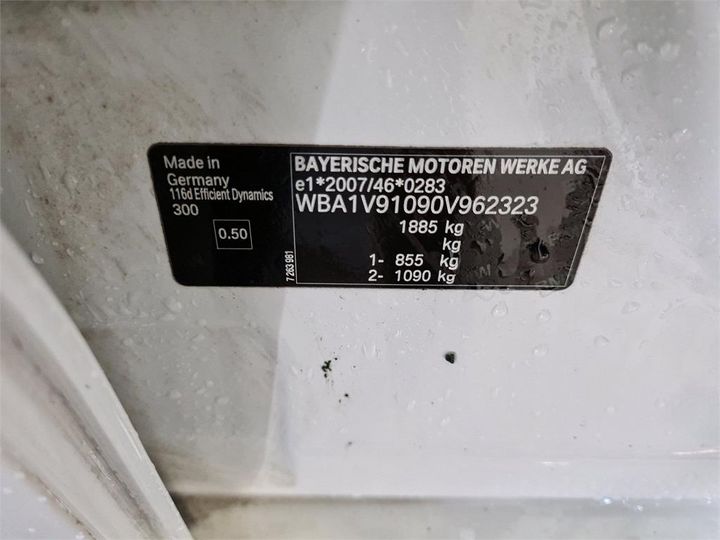 Made in
Germany
116d Efficient Dynamics
300
0.50
7 263 981
BAYERISCHE MOTOREN WERKE AG
e1*2007/46*0283
WBA1V91090V962323
1885 kg
kg
1- 855 kg
2- 1090 kg